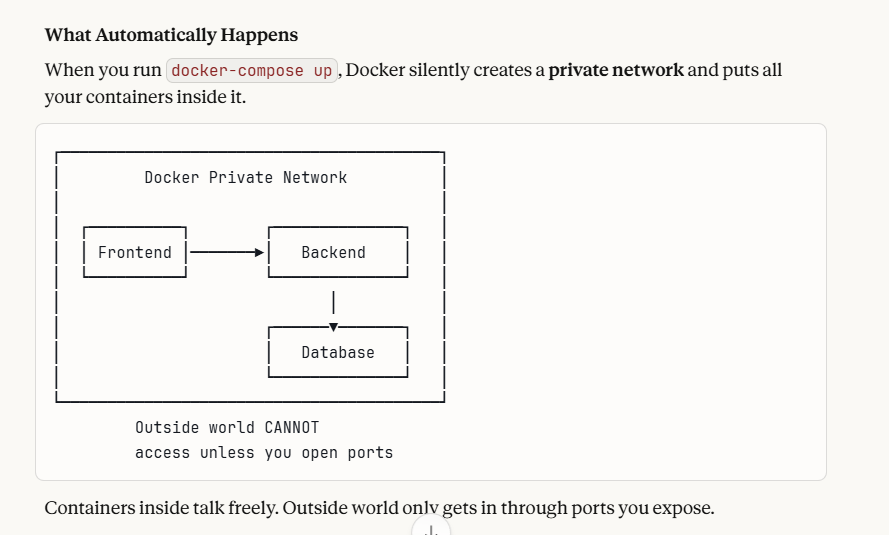 What Automatically Happens
When you run docker-compose up, Docker silently creates a private network and puts all
your containers inside it.
Docker Private Network
Frontend
Backend
Database
Outside world CANNOT
access unless you open ports
Containers inside talk freely. Outside world only gets in through ports you expose.